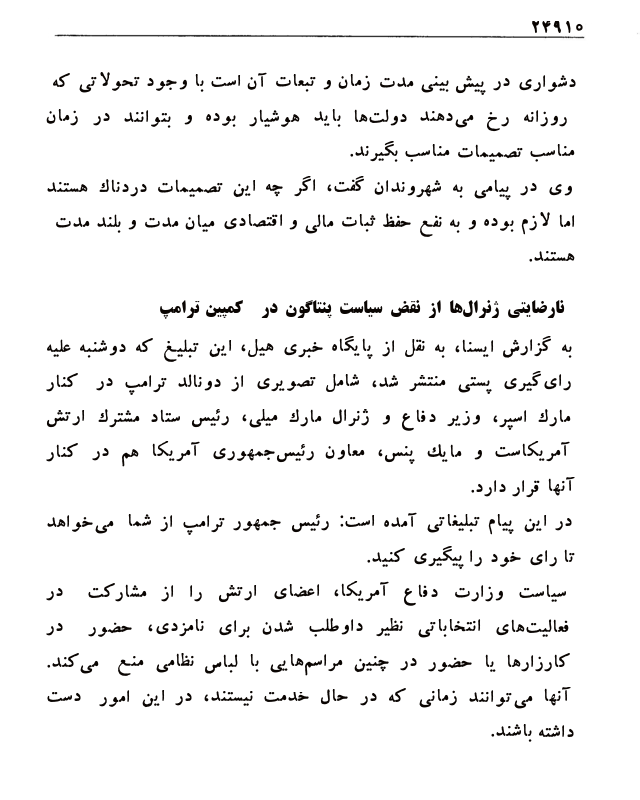 ۲۴۹۱۰
دشواری در پیش بینی مدت زمان و تبعات آن است با وجود تحولاتی که
روزانه رخ می‌دهند دولت‌ها باید هوشیار بوده و بتوانند در زمان
مناسب تصمیمات مناسب بگیرند.
وی در پیامی به شهروندان گفت، اگر چه این تصمیمات دردناك هستند
اما لازم بوده و به نفع حفظ ثبات مالی و اقتصادی میان مدت و بلند مدت
هستند.
نارضایتی ژنرال‌ها از نقض سیاست پنتاگون در کمپین ترامپ
به گزارش ایسنا، به نقل از پایگاه خبری هیل، این تبلیغ که دوشنبه علیه
رای‌گیری پستی منتشر شد، شامل تصویری از دونالد ترامپ در کنار
مارك اسپر، وزیر دفاع و ژنرال مارك میلی، رئیس ستاد مشترك ارتش
آمریکاست و مایك پنس، معاون رئیس‌جمهوری آمریکا هم در کنار
آنها قرار دارد.
در این پیام تبلیغاتی آمده است: رئیس جمهور ترامپ از شما می‌خواهد
تا رای خود را پیگیری کنید.
سیاست وزارت دفاع آمریکا، اعضای ارتش را از مشارکت در
فعالیت‌های انتخاباتی نظیر داوطلب شدن برای نامزدی، حضور در
کارزارها یا حضور در چنین مراسم‌هایی با لباس نظامی منع می‌کند.
آنها می‌توانند زمانی که در حال خدمت نیستند، در این امور دست
داشته باشند.